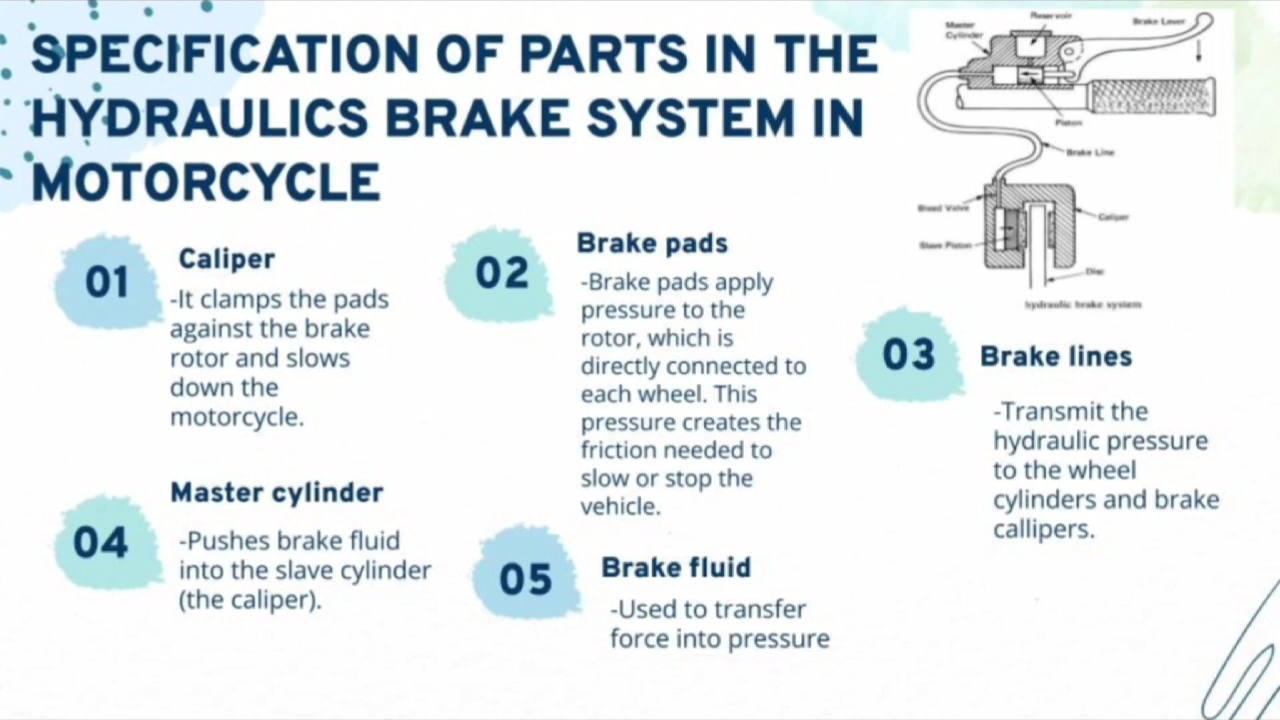 SPECIFICATION OF PARTS IN THE
HYDRAULICS BRAKE SYSTEM IN
MOTORCYCLE
Reservoir
Brake Lever
Master
Cylinder
Piston
Brake Line
Bleed Valve
Caliper
Slave Piston
Disc
hydraulic brake system
01
Caliper
-It clamps the pads
against the brake
rotor and slows
down the
motorcycle.
02
Brake pads
-Brake pads apply
pressure to the
rotor, which is
directly connected to
each wheel. This
pressure creates the
friction needed to
slow or stop the
vehicle.
03
Brake lines
-Transmit the
hydraulic pressure
to the wheel
cylinders and brake
callipers.
04
Master cylinder
-Pushes brake fluid
into the slave cylinder
(the caliper).
05
Brake fluid
-Used to transfer
force into pressure